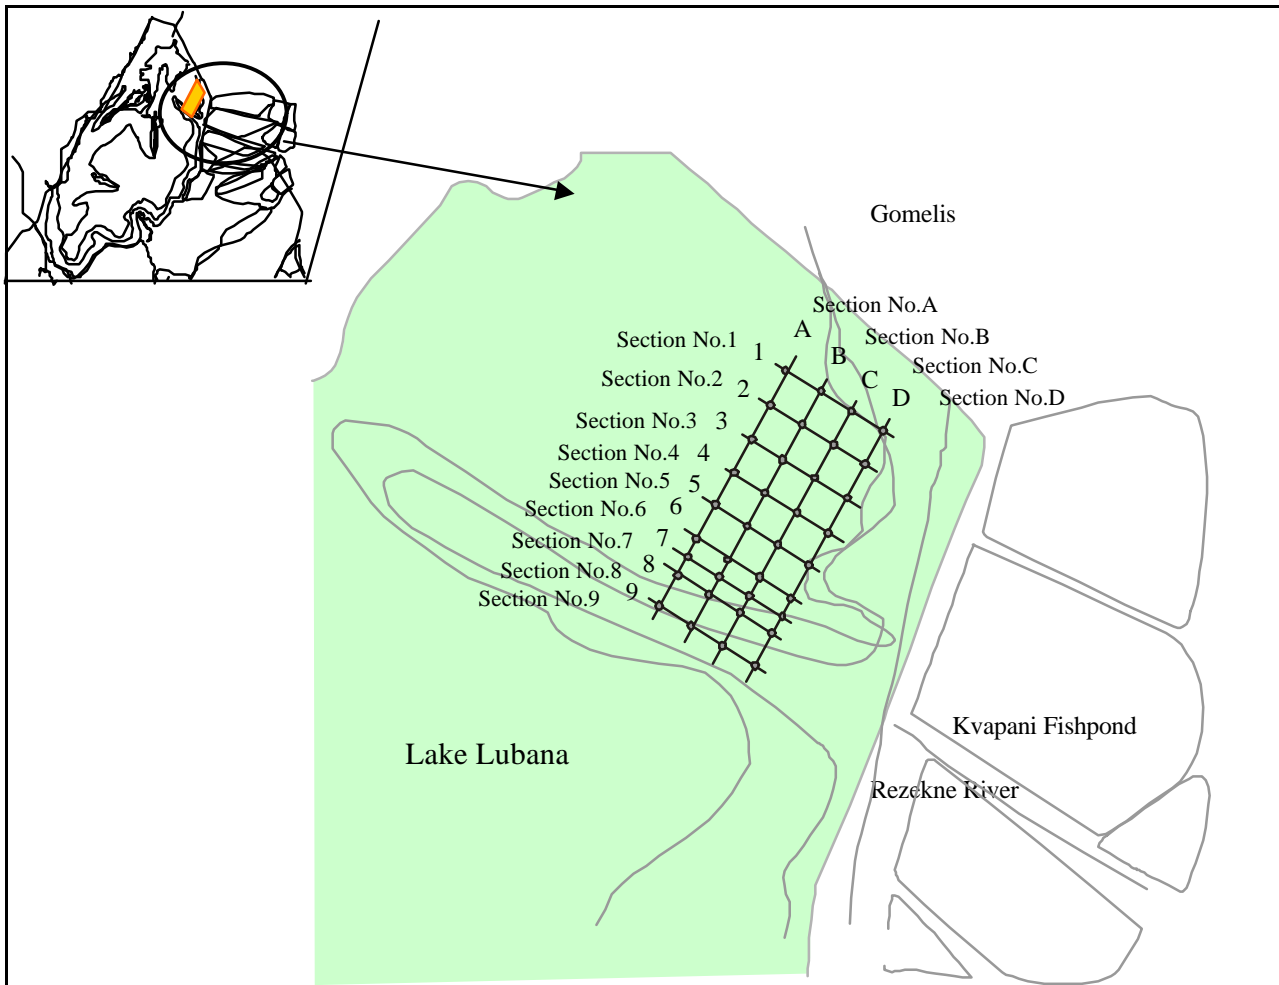 Gomelis
Section No.A
A
Section No.B
B
Section No.C
C
Section No.D
D
Section No.1
1
Section No.2
2
Section No.3
3
Section No.4
4
Section No.5
5
Section No.6
6
Section No.7
7
Section No.8
8
Section No.9
9
Lake Lubana
Kvapani Fishpond
Rezekne River